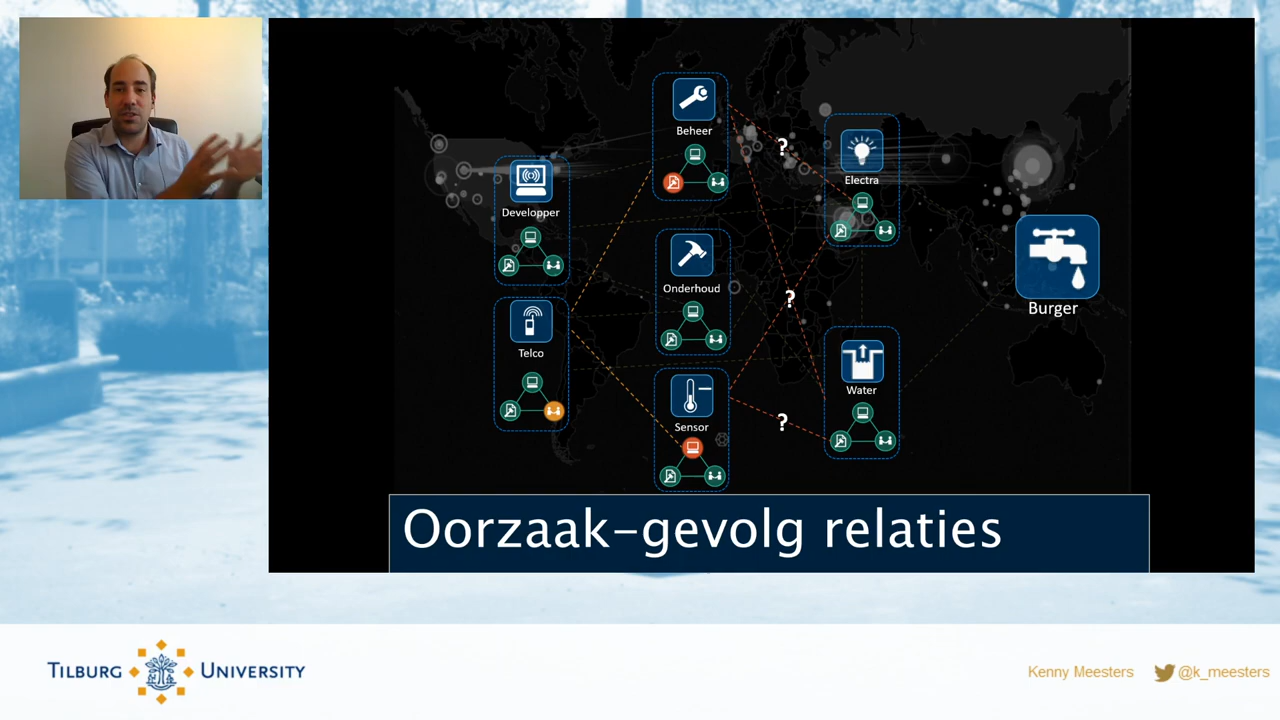 Beheer
?
Electra
Developper
Burger
Onderhoud
?
Telco
Water
Sensor
?
Oorzaak-gevolg relaties
TILBURG UNIVERSITY
Kenny Meesters @k_meesters